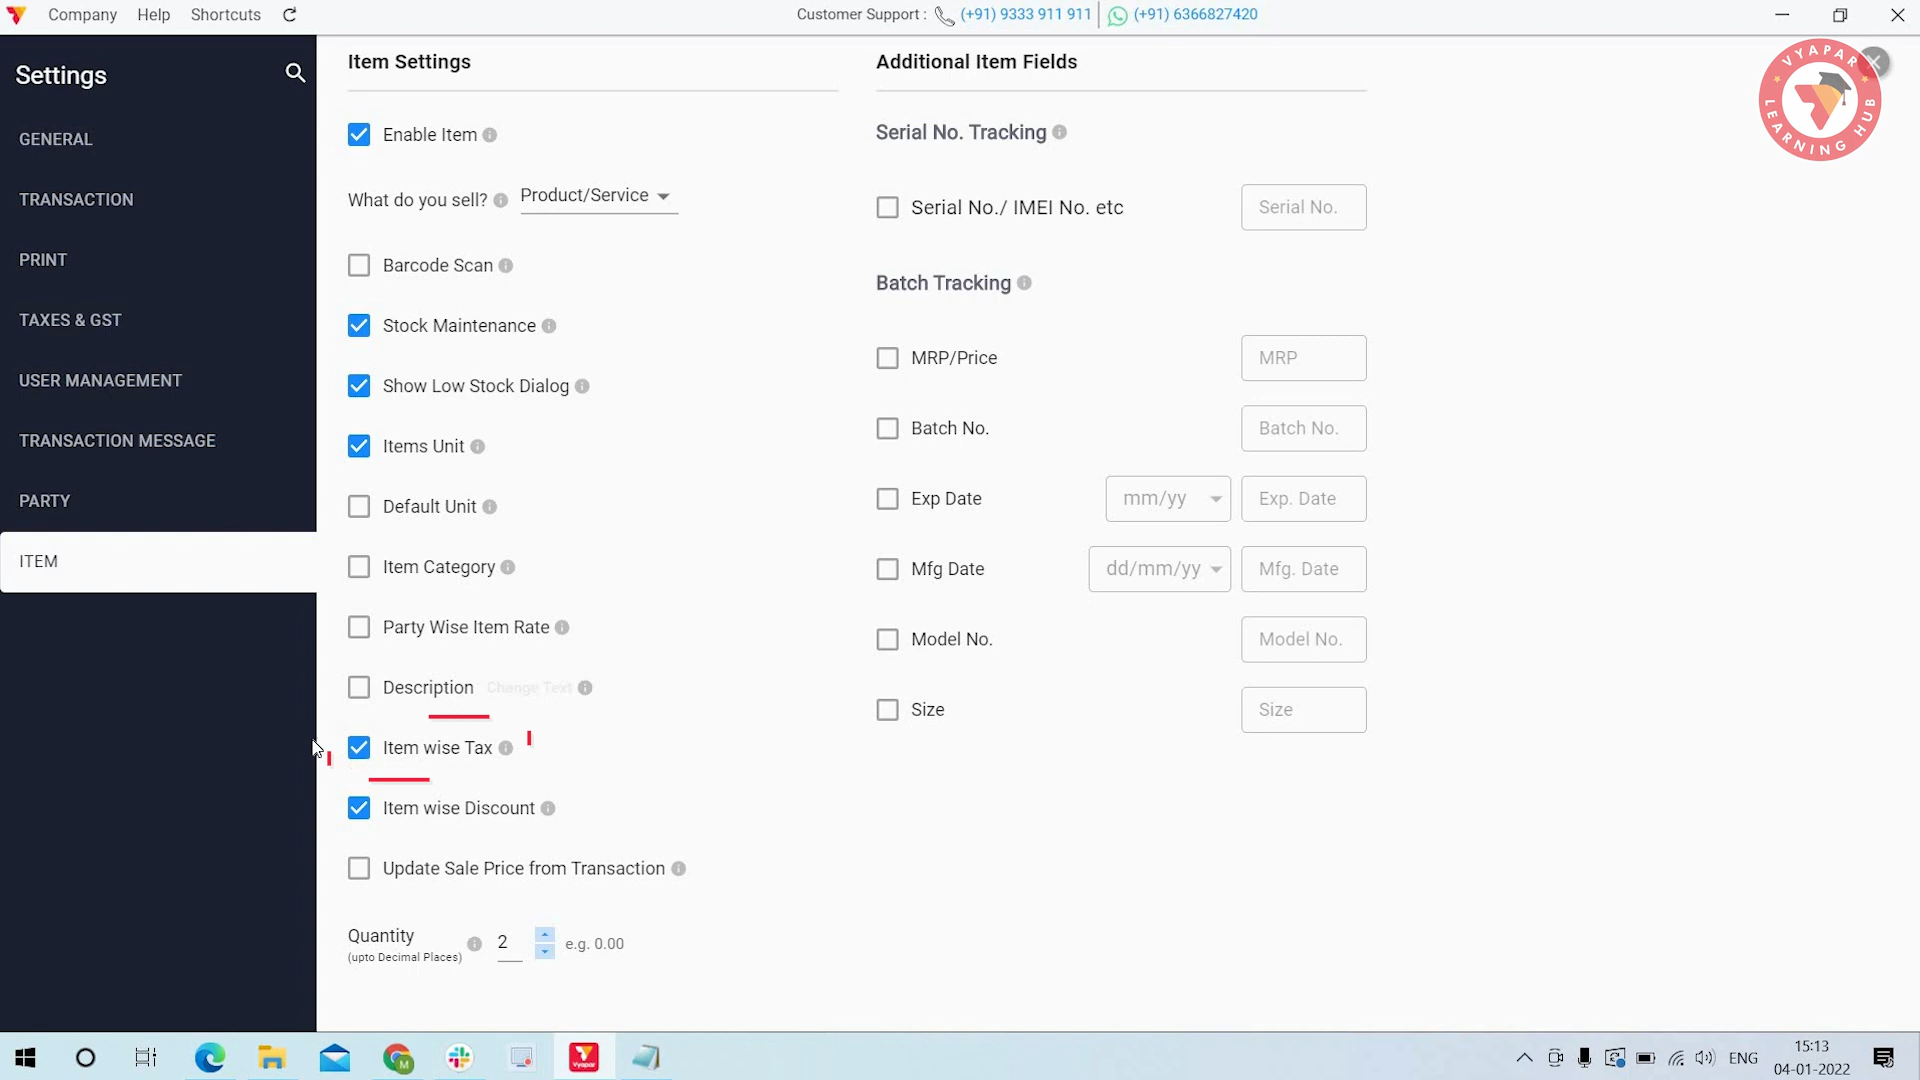 Company Help Shortcuts
Customer Support : (+91) 9333 911 911 (+91) 6366827420
VYAPAR
LEARNING HUB
Settings
GENERAL
TRANSACTION
PRINT
TAXES & GST
USER MANAGEMENT
TRANSACTION MESSAGE
PARTY
ITEM
Item Settings
Enable Item
What do you sell? Product/Service
Barcode Scan
Stock Maintenance
Show Low Stock Dialog
Items Unit
Default Unit
Item Category
Party Wise Item Rate
Description Change Text
Item wise Tax
Item wise Discount
Update Sale Price from Transaction
Quantity
(upto Decimal Places)
2 e.g. 0.00
Additional Item Fields
Serial No. Tracking
Serial No./ IMEI No. etc Serial No.
Batch Tracking
MRP/Price MRP
Batch No. Batch No.
Exp Date mm/yy Exp. Date
Mfg Date dd/mm/yy Mfg. Date
Model No. Model No.
Size Size
M
Vyapar
ENG
15:13
04-01-2022